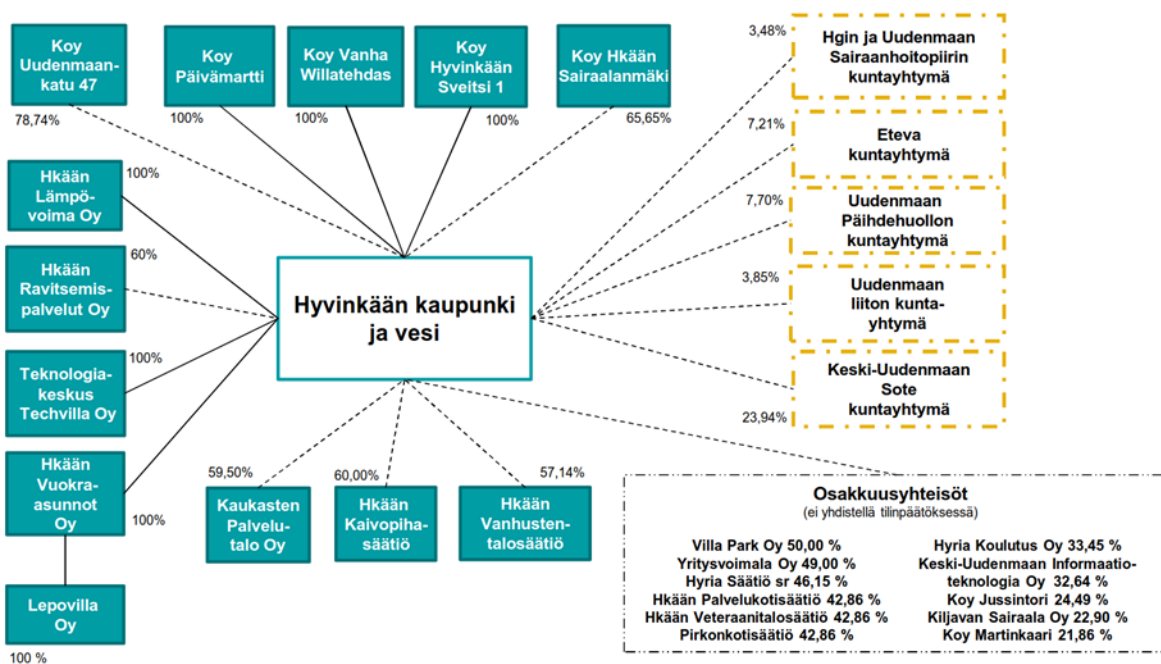 Koy
Uudenmaan-
katu 47
78,74%
Koy
Päivämartti
100%
Koy Vanha
Willatehdas
100%
Koy
Hyvinkään
Sveitsi 1
100%
Koy Hkään
Sairaalanmäki
65,65%
3,48%
Hgin ja Uudenmaan
Sairaanhoitopiirin
kuntayhtymä
7,21%
Eteva
kuntayhtymä
7,70%
Uudenmaan
Päihdehuollon
kuntayhtymä
3,85%
Uudenmaan
liiton kunta-
yhtymä
Keski-Uudenmaan
Sote
kuntayhtymä
23,94%
Hkään
Lämpö-
voima Oy
100%
Hkään
Ravitsemis-
palvelut Oy
60%
Teknologia-
keskus
Techvilla Oy
100%
Hkään
Vuokra-
asunnot
Oy
100%
Lepovilla
Oy
100 %
Hyvinkään kaupunki
ja vesi
59,50%
Kaukasten
Palvelu-
talo Oy
60,00%
Hkään
Kaivopiha-
säätiö
57,14%
Hkään
Vanhusten-
talosäätiö
Osakkuusyhteisöt
(ei yhdistellä tilinpäätöksessä)
Villa Park Oy 50,00 %
Yritysvoimala Oy 49,00 %
Hyria Säätiö sr 46,15 %
Hkään Palvelukotisäätiö 42,86 %
Hkään Veteraanitalosäätiö 42,86 %
Pirkonkotisäätiö 42,86 %
Hyria Koulutus Oy 33,45 %
Keski-Uudenmaan Informaatio-
teknologia Oy 32,64 %
Koy Jussintori 24,49 %
Kiljavan Sairaala Oy 22,90 %
Koy Martinkaari 21,86 %